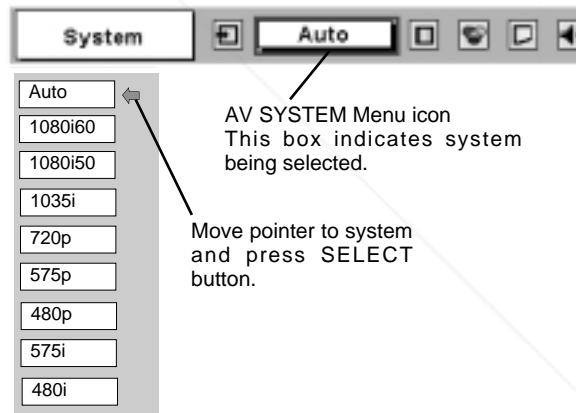 System
Auto
Auto
1080i60
1080i50
1035i
720p
575p
480p
575i
480i
AV SYSTEM Menu icon
This box indicates system
being selected.
Move pointer to system
and press SELECT
button.